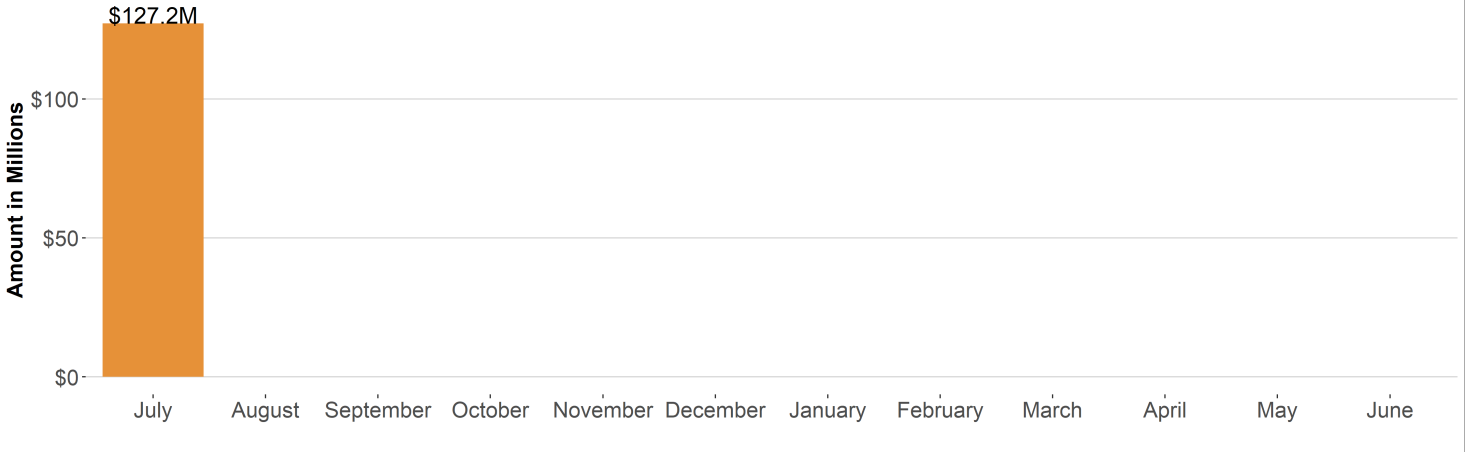 $127.2M
$100
$50
$0
Amount in Millions
July August September October November December January February March April May June